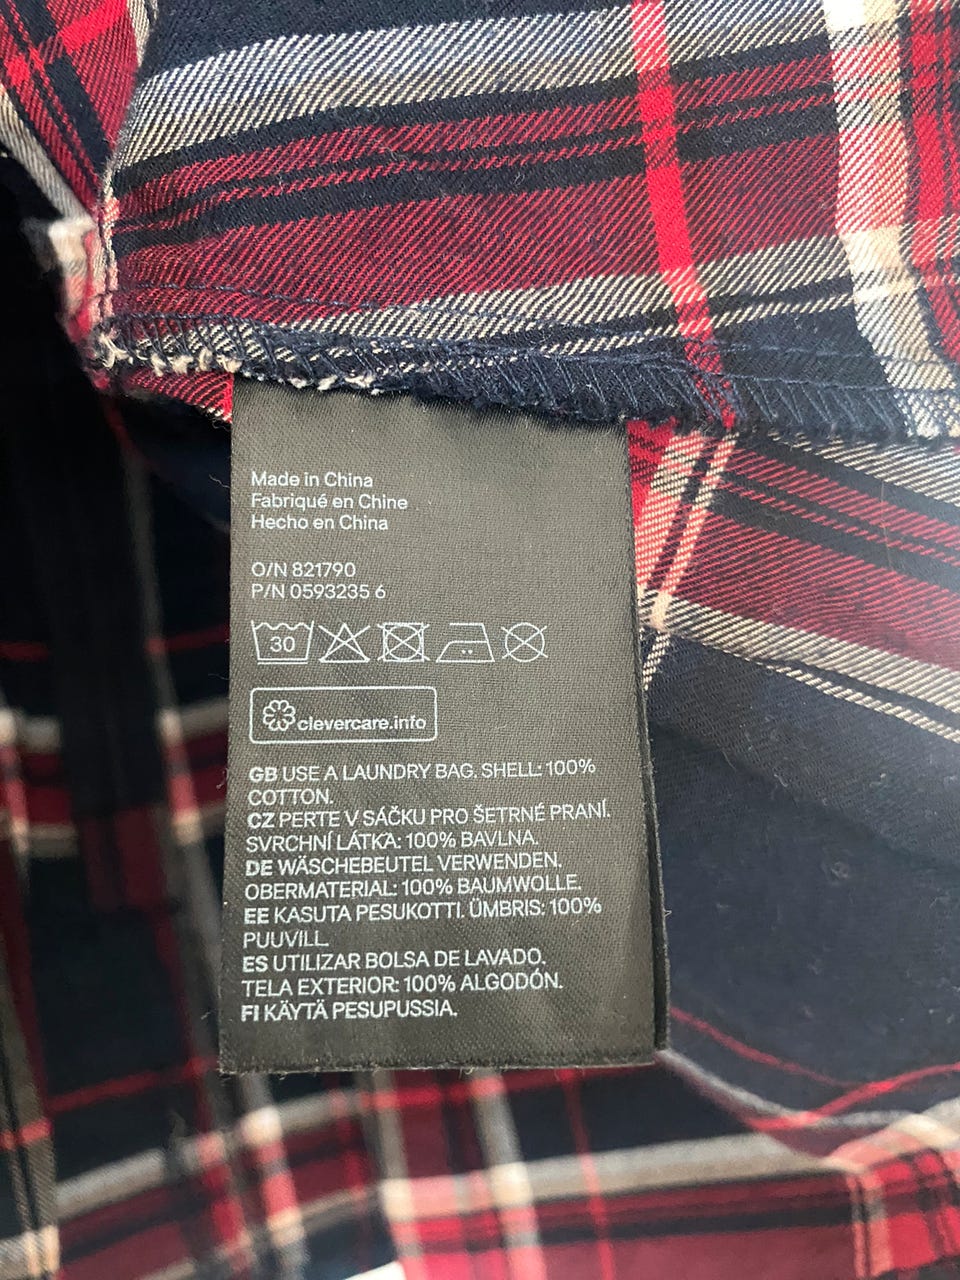 Made in China
Fabriqué en Chine
Hecho en China
O/N 821790
P/N 0593235 6
30
clevercare.info
GB USE A LAUNDRY BAG. SHELL: 100%
COTTON.
CZ PERTE V SÁČKU PRO ŠETRNÉ PRANÍ.
SVRCHNÍ LÁTKA: 100% BAVLNA.
DE WÄSCHEBEUTEL VERWENDEN.
OBERMATERIAL: 100% BAUMWOLLE.
EE KASUTA PESUKOTTI. ÜMBRIS: 100%
PUUVILL.
ES UTILIZAR BOLSA DE LAVADO.
TELA EXTERIOR: 100% ALGODÓN.
FI KÄYTÄ PESUPUSSIA.